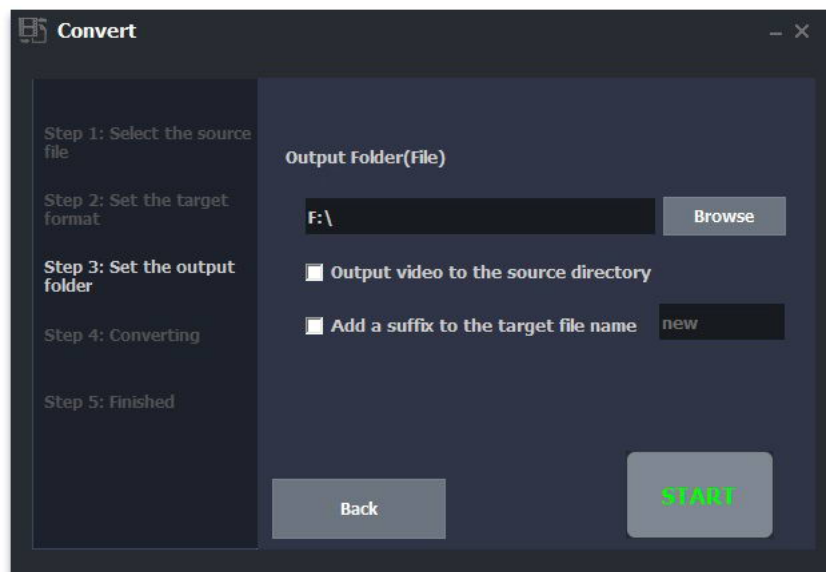 Convert
Step 1: Select the source
file
Step 2: Set the target
format
Step 3: Set the output
folder
Step 4: Converting
Step 5: Finished
Output Folder(File)
F:\
Browse
Output video to the source directory
Add a suffix to the target file name
new
Back
START